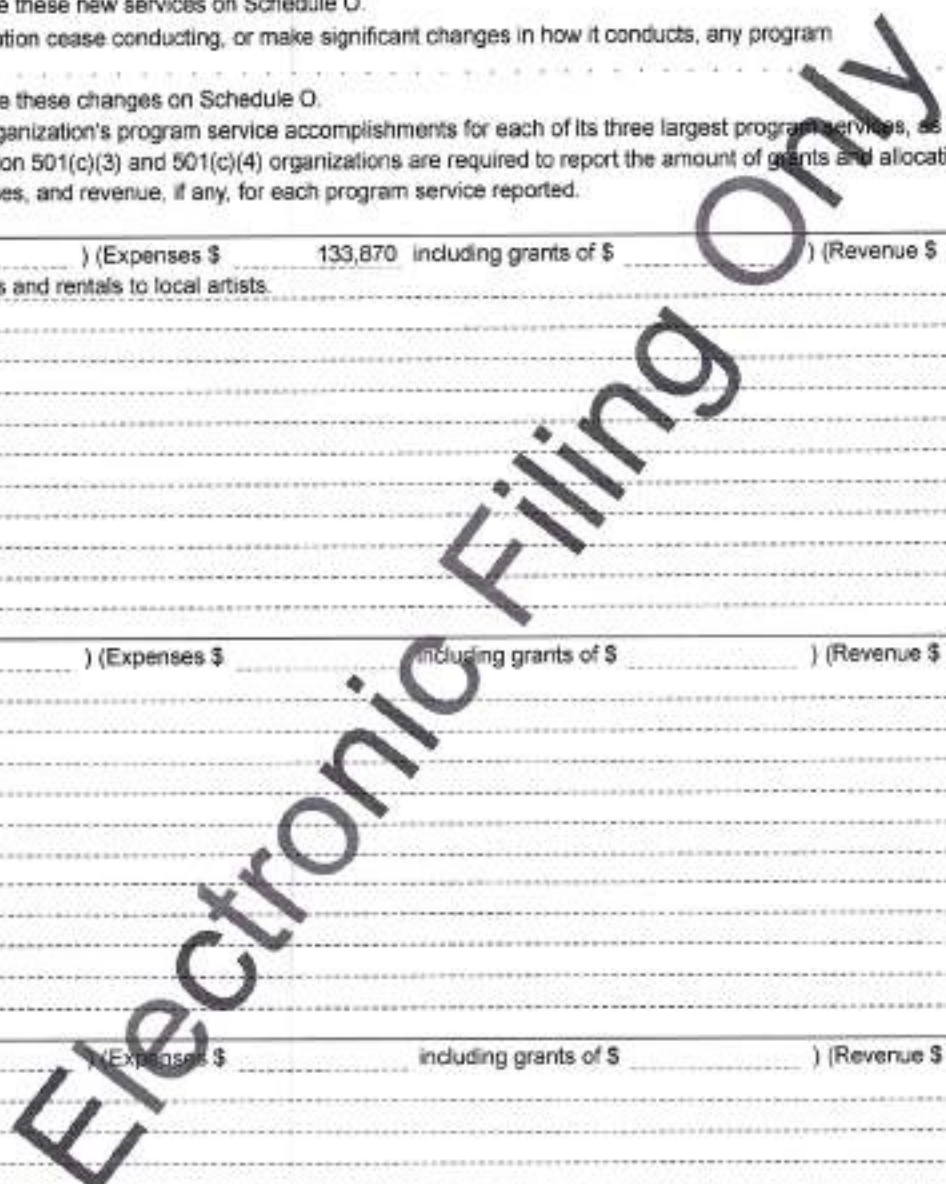 e these new services on Schedule O.
ation cease conducting, or make significant changes in how it conducts, any program
e these changes on Schedule O.
ganization's program service accomplishments for each of its three largest program services, as
on 501(c)(3) and 501(c)(4) organizations are required to report the amount of grants and allocati
es, and revenue, if any, for each program service reported.
) (Expenses $ 133,870 including grants of $ ) (Revenue $
s and rentals to local artists.
) (Expenses $ including grants of $ ) (Revenue $
) (Expenses $ including grants of $ ) (Revenue $
Electronic Filing Only